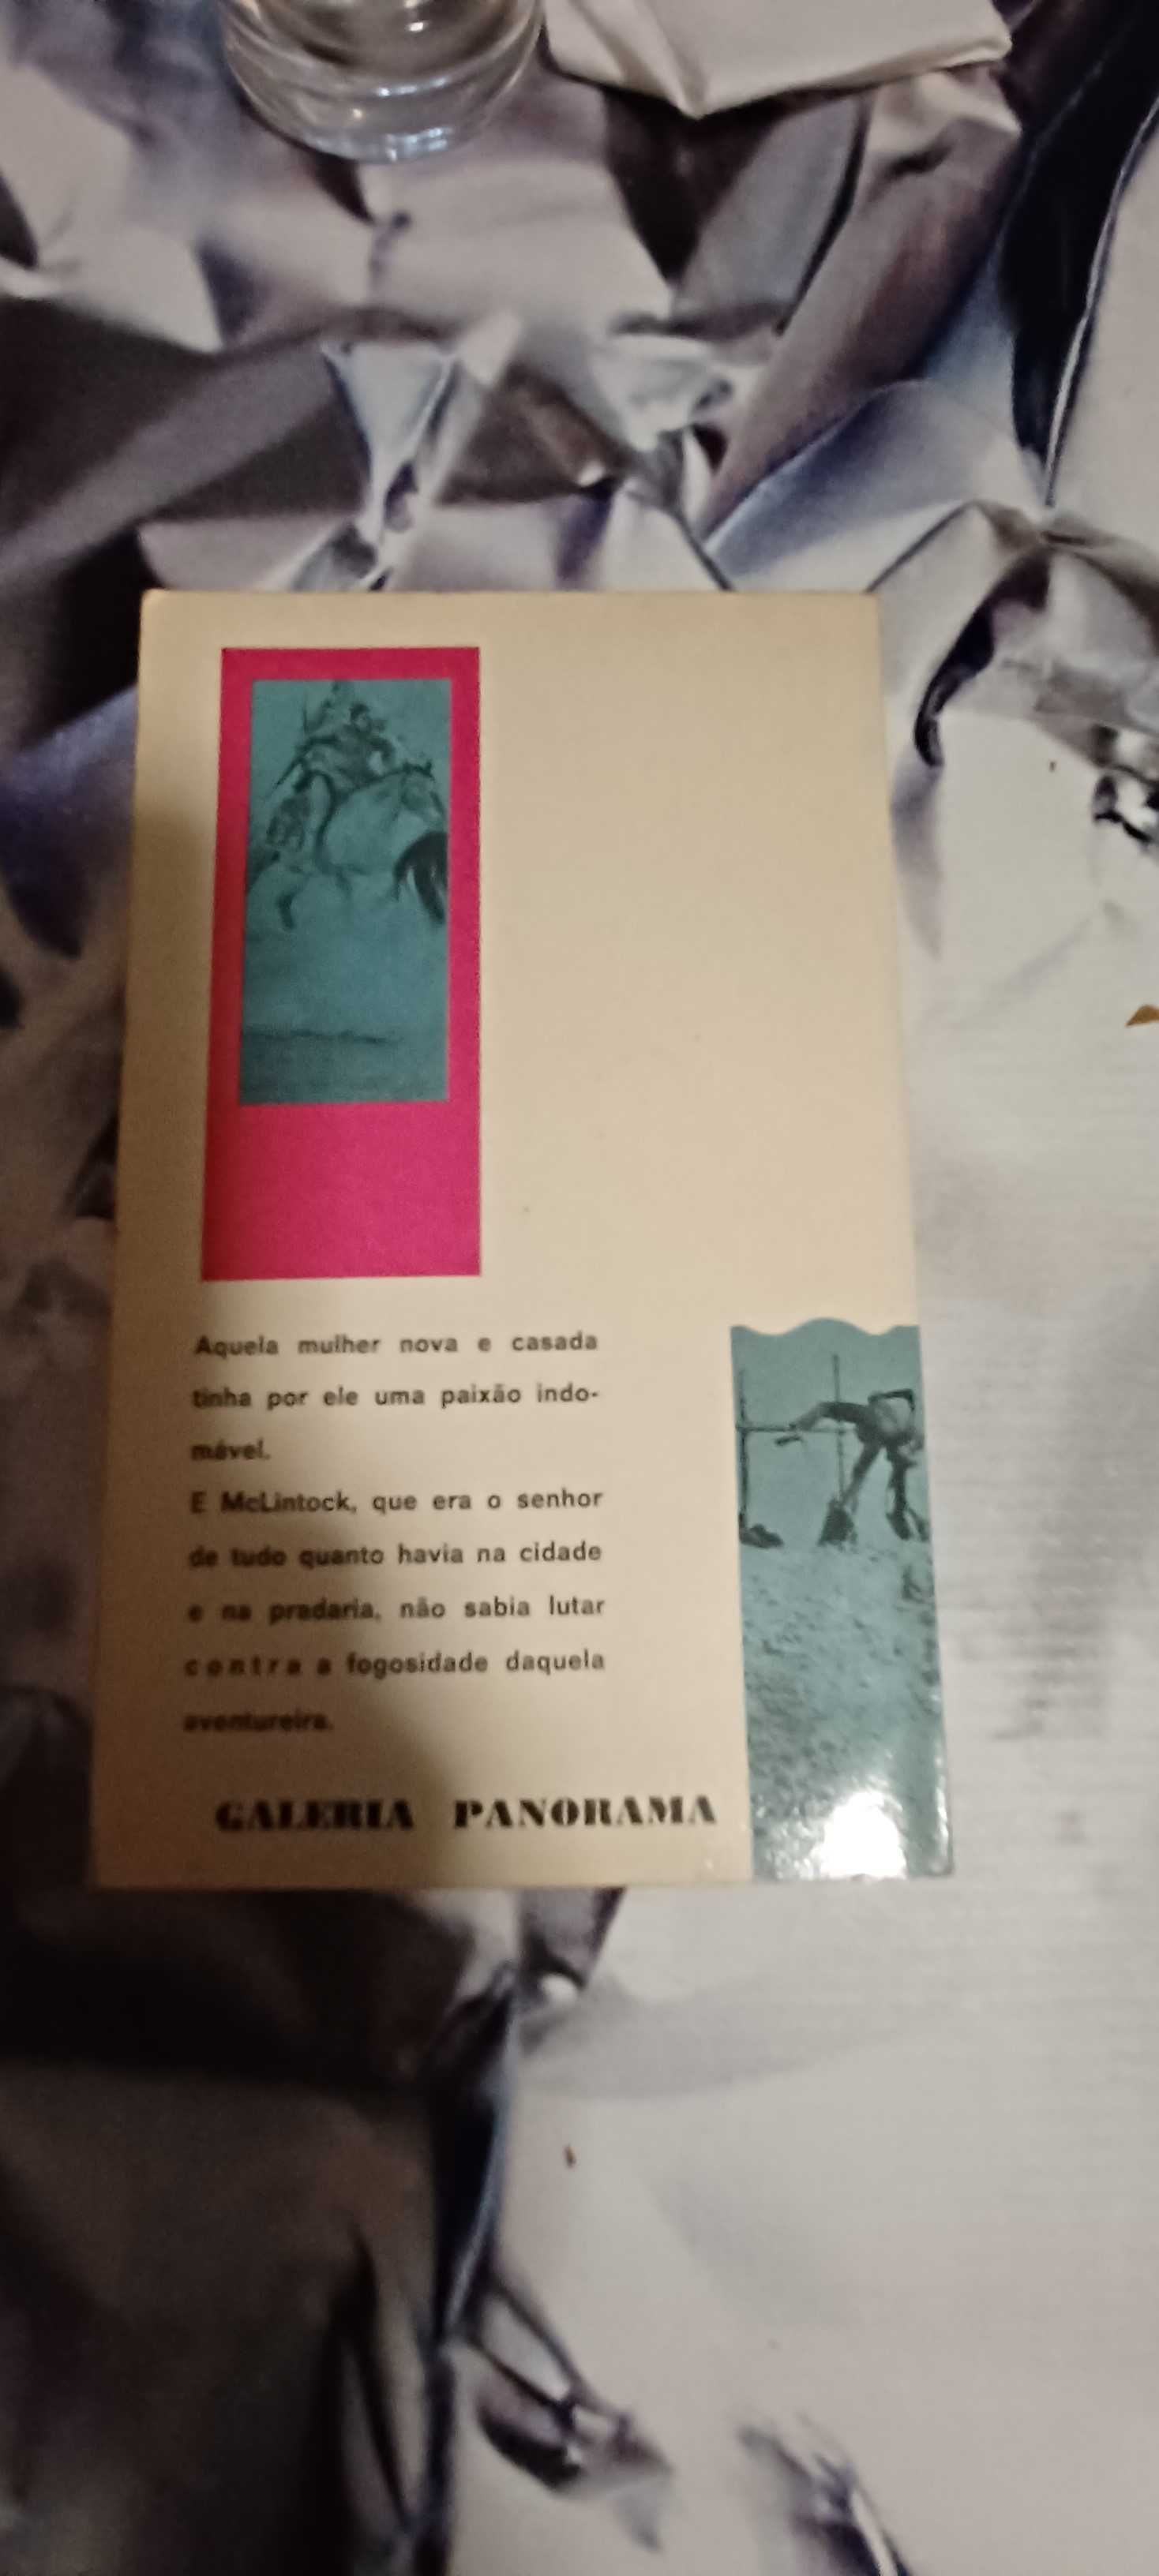 Aquela mulher nova e casada
tinha por ele uma paixão indo-
mável.
E McLintock, que era o senhor
de tudo quanto havia na cidade
e na pradaria, não sabia lutar
contra a fogosidade daquela
aventureira.
GALERIA PANORAMA